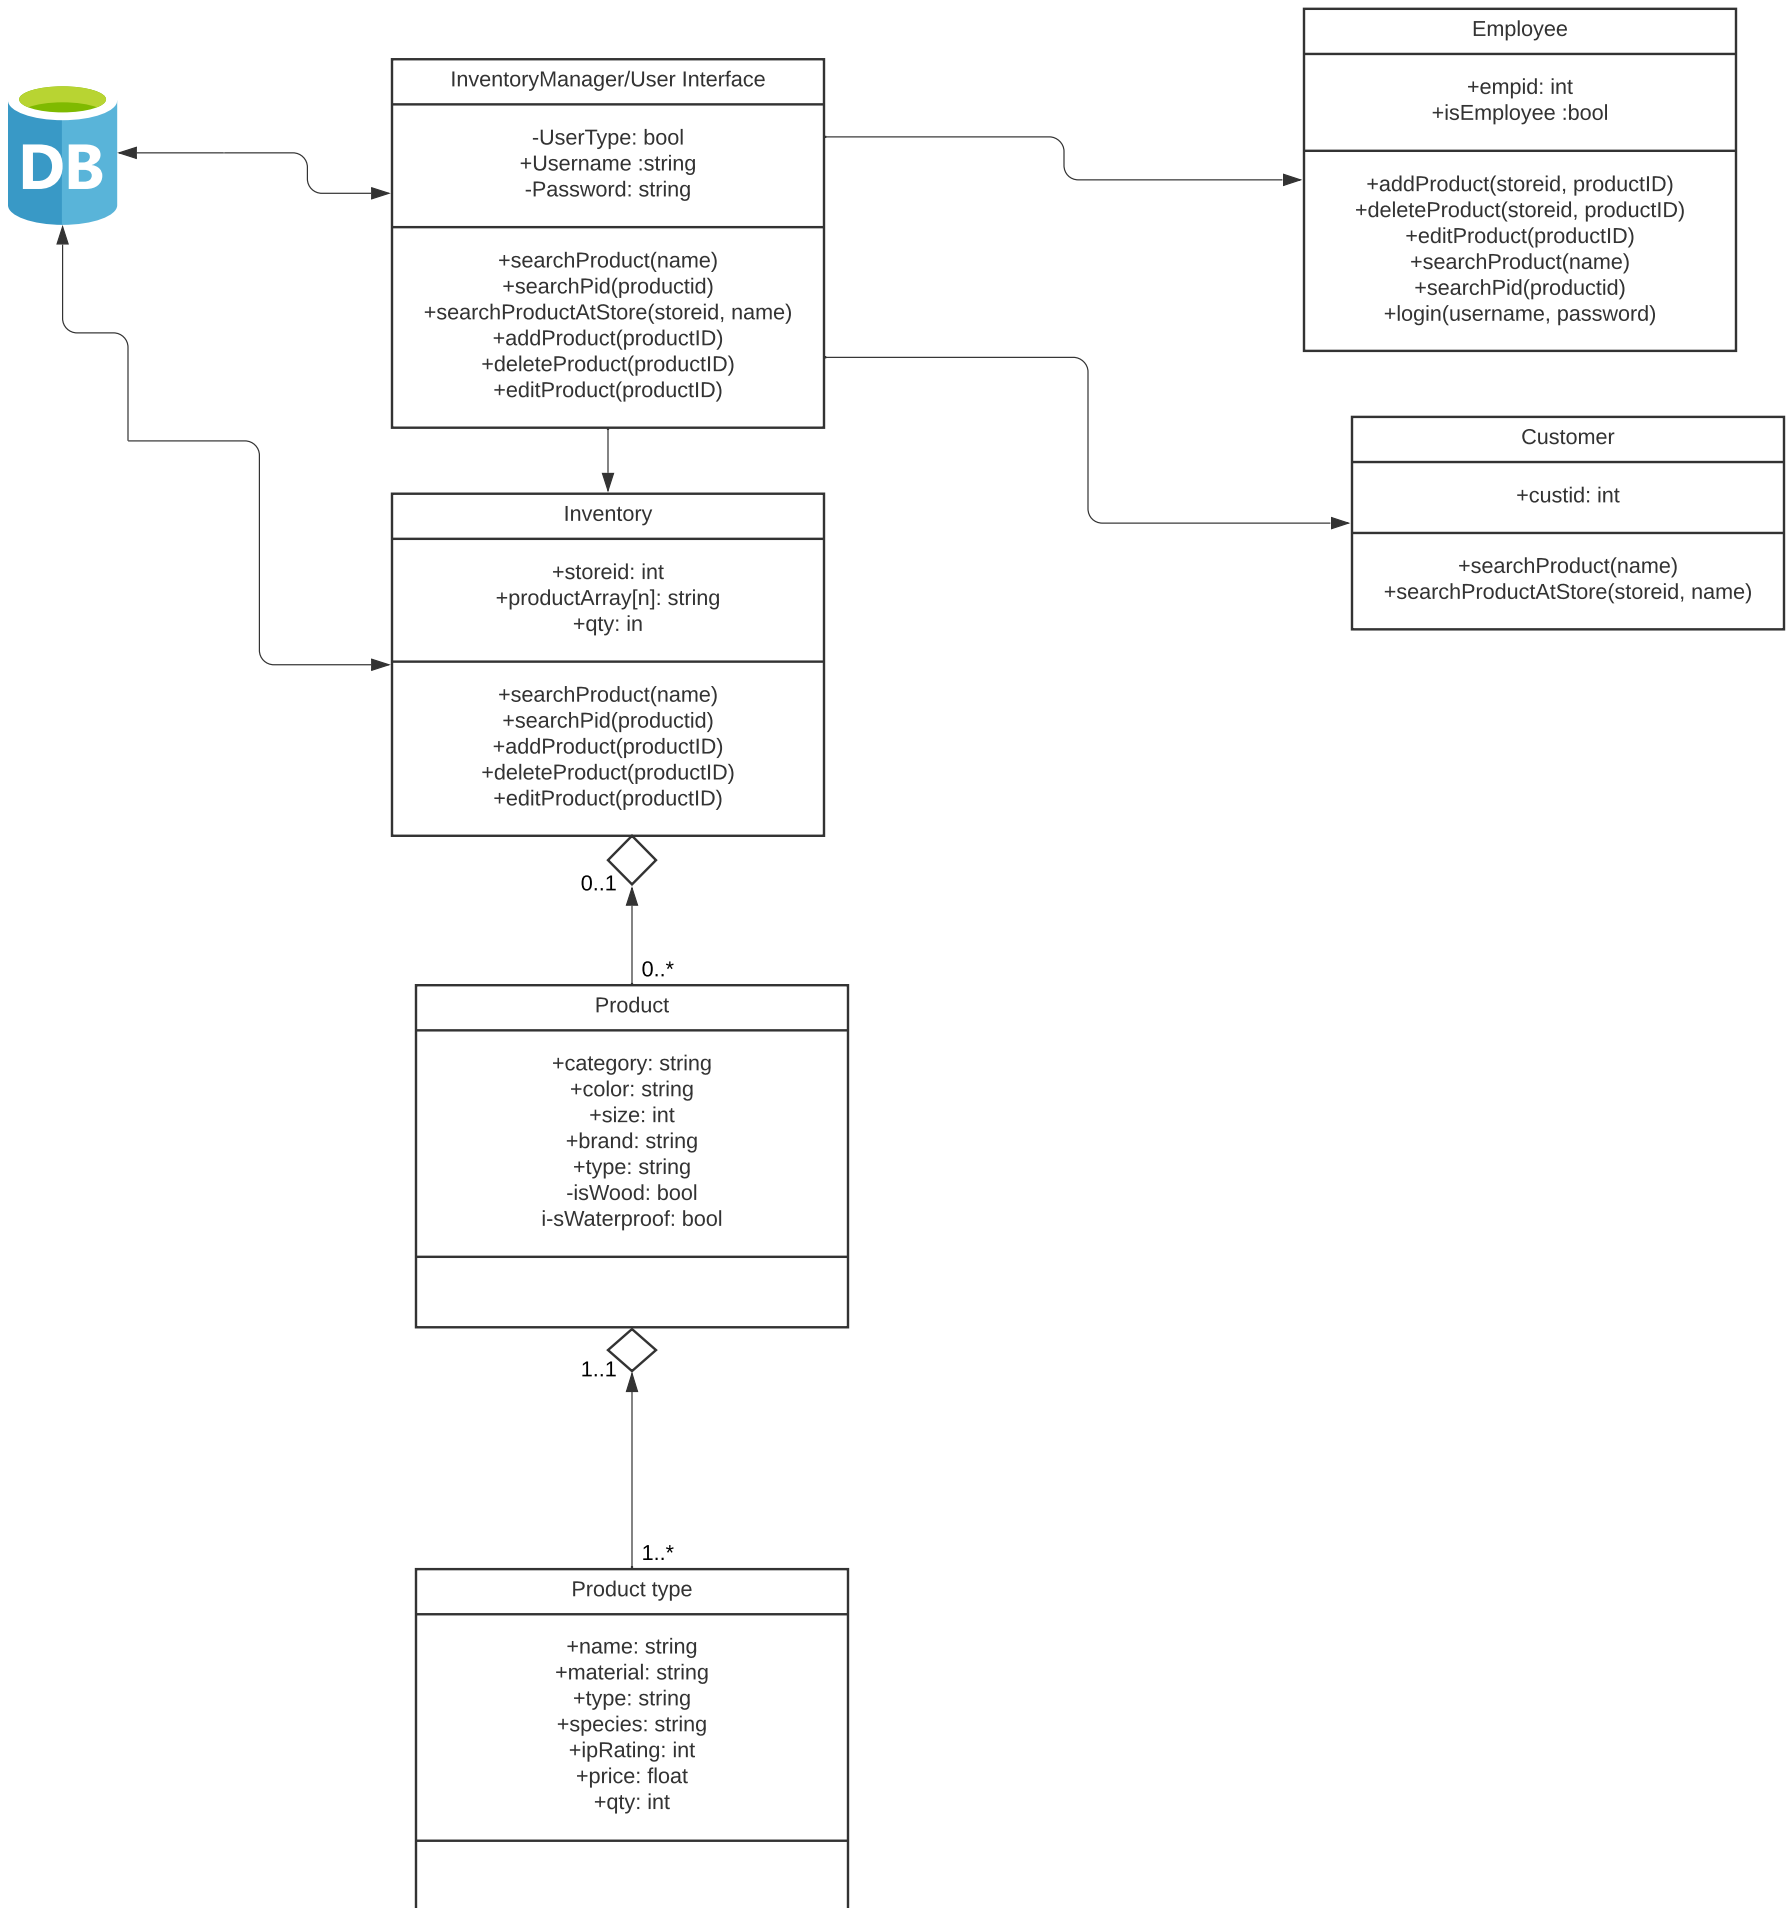 DB
InventoryManager/User Interface
-UserType: bool
+Username :string
-Password: string
+searchProduct(name)
+searchPid(productid)
+searchProductAtStore(storeid, name)
+addProduct(productID)
+deleteProduct(productID)
+editProduct(productID)
Employee
+empid: int
+isEmployee :bool
+addProduct(storeid, productID)
+deleteProduct(storeid, productID)
+editProduct(productID)
+searchProduct(name)
+searchPid(productid)
+login(username, password)
Customer
+custid: int
+searchProduct(name)
+searchProductAtStore(storeid, name)
Inventory
+storeid: int
+productArray[n]: string
+qty: in
+searchProduct(name)
+searchPid(productid)
+addProduct(productID)
+deleteProduct(productID)
+editProduct(productID)
0..1
0..*
Product
+category: string
+color: string
+size: int
+brand: string
+type: string
-isWood: bool
i-sWaterproof: bool
1..1
1..*
Product type
+name: string
+material: string
+type: string
+species: string
+ipRating: int
+price: float
+qty: int